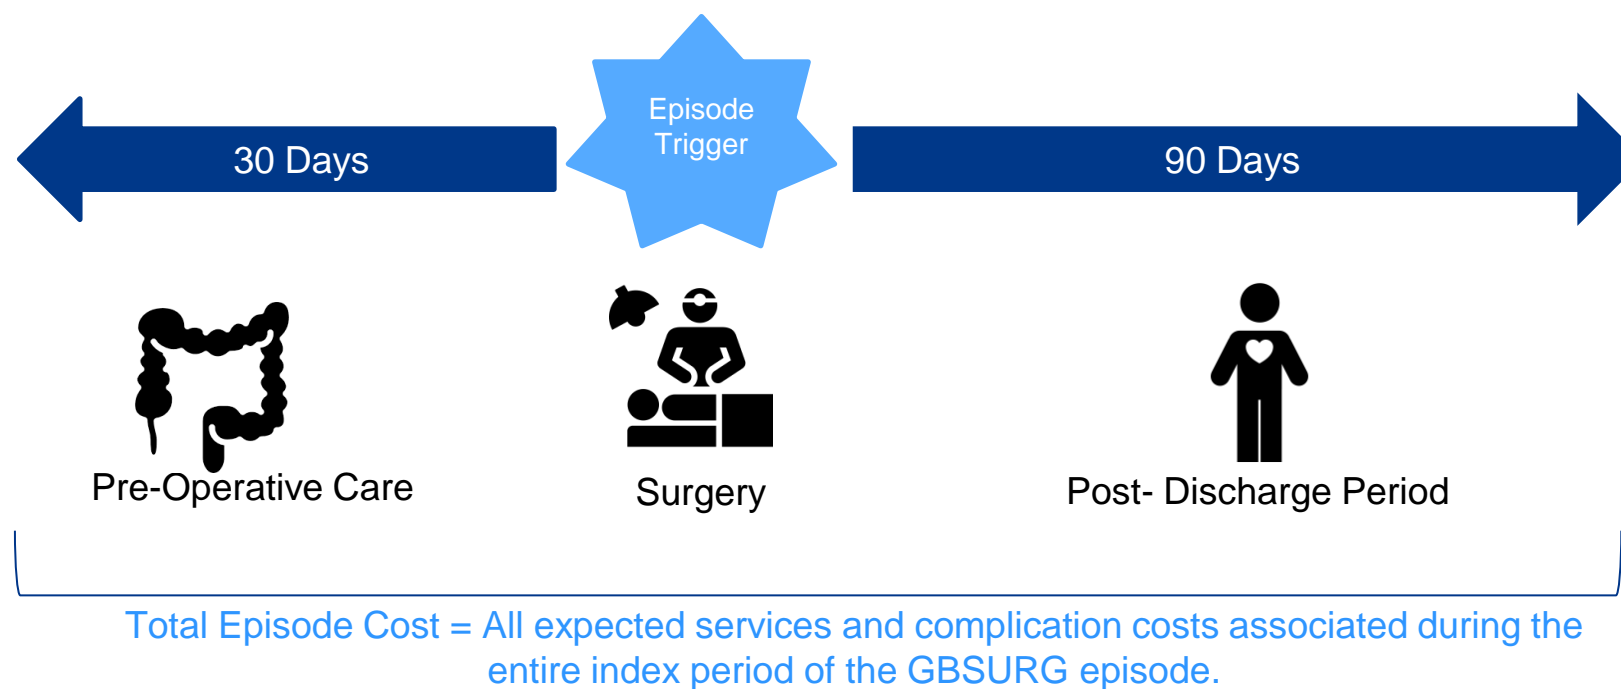 Episode
Trigger
30 Days
90 Days
Pre-Operative Care
Surgery
Post- Discharge Period
Total Episode Cost = All expected services and complication costs associated during the
entire index period of the GBSURG episode.